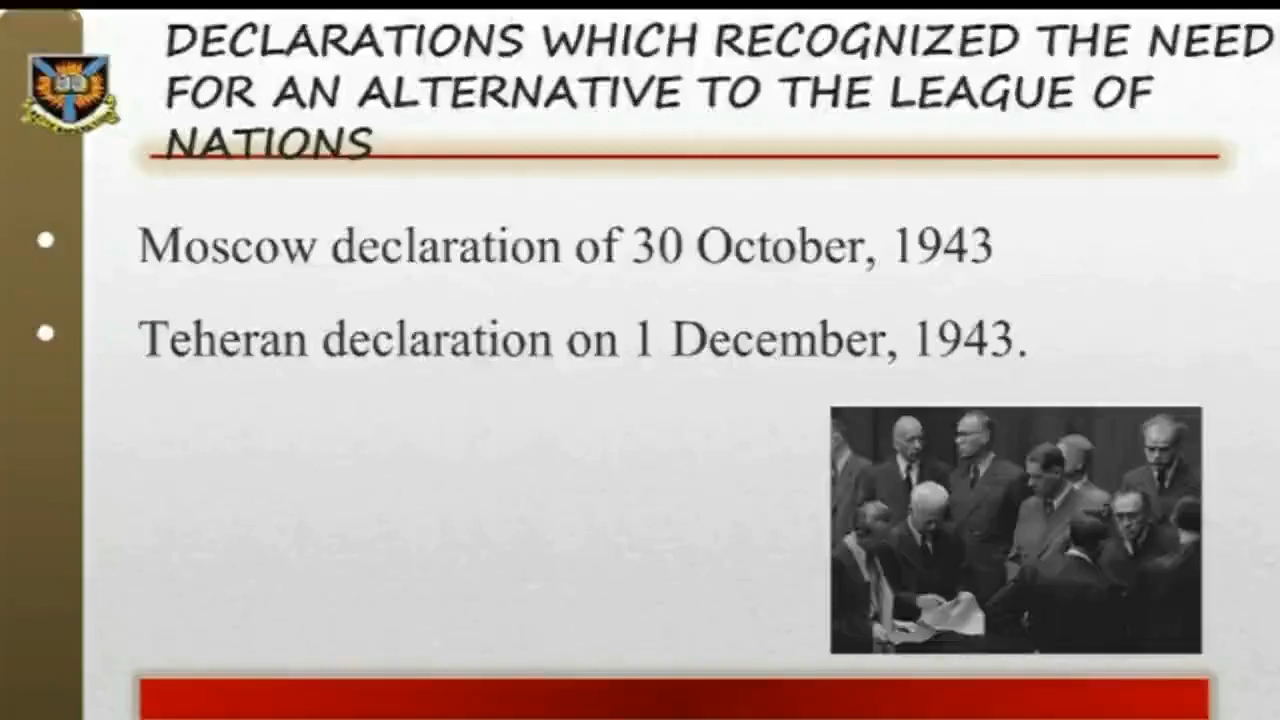 DECLARATIONS WHICH RECOGNIZED THE NEED
FOR AN ALTERNATIVE TO THE LEAGUE OF
NATIONS
Moscow declaration of 30 October, 1943
Teheran declaration on 1 December, 1943.